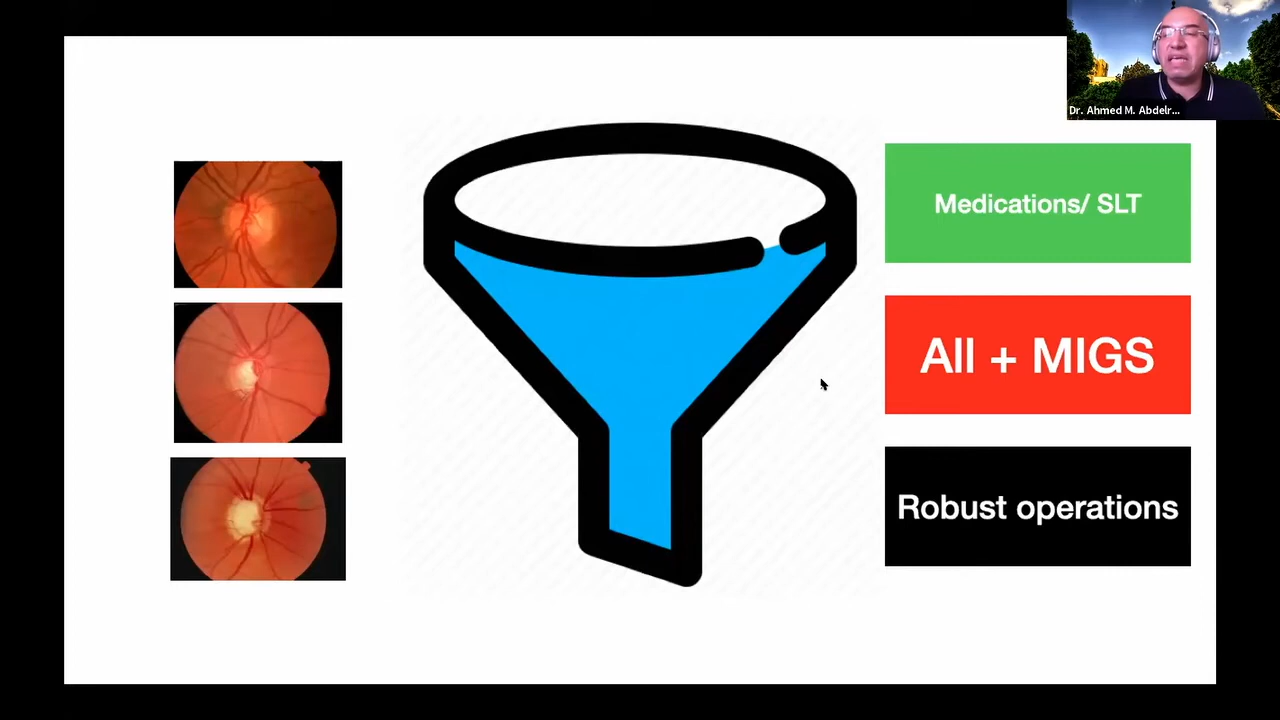 Dr. Ahmed M. Abdelr...
Medications/ SLT
All + MIGS
Robust operations